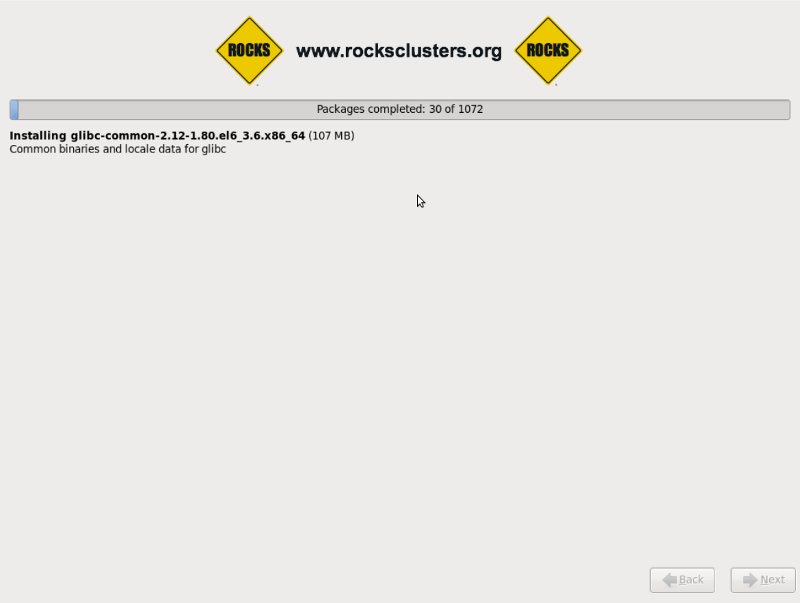 ROCKS www.rocksclusters.org ROCKS
Packages completed: 30 of 1072
Installing glibc-common-2.12-1.80.el6_3.6.x86_64 (107 MB)
Common binaries and locale data for glibc
Back Next